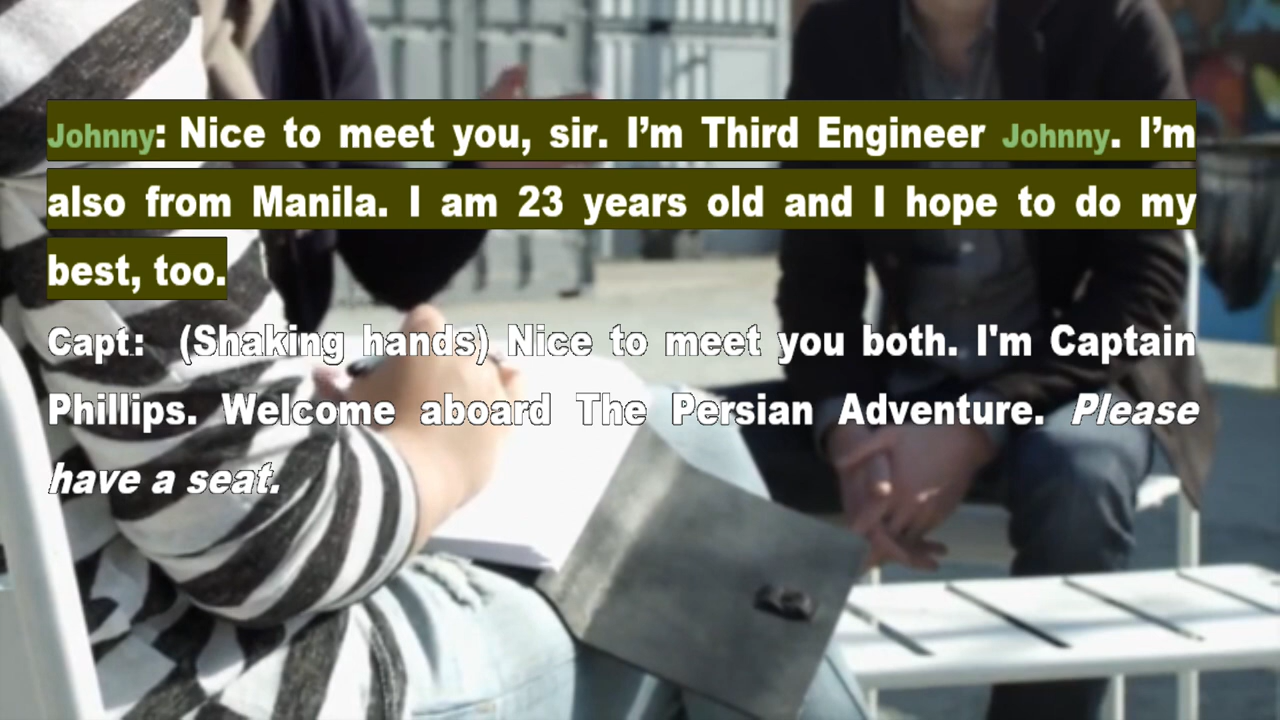 Johnny: Nice to meet you, sir. I’m Third Engineer Johnny. I’m
also from Manila. I am 23 years old and I hope to do my
best, too.
Capt: (Shaking hands) Nice to meet you both. I'm Captain
Phillips. Welcome aboard The Persian Adventure. Please
have a seat.